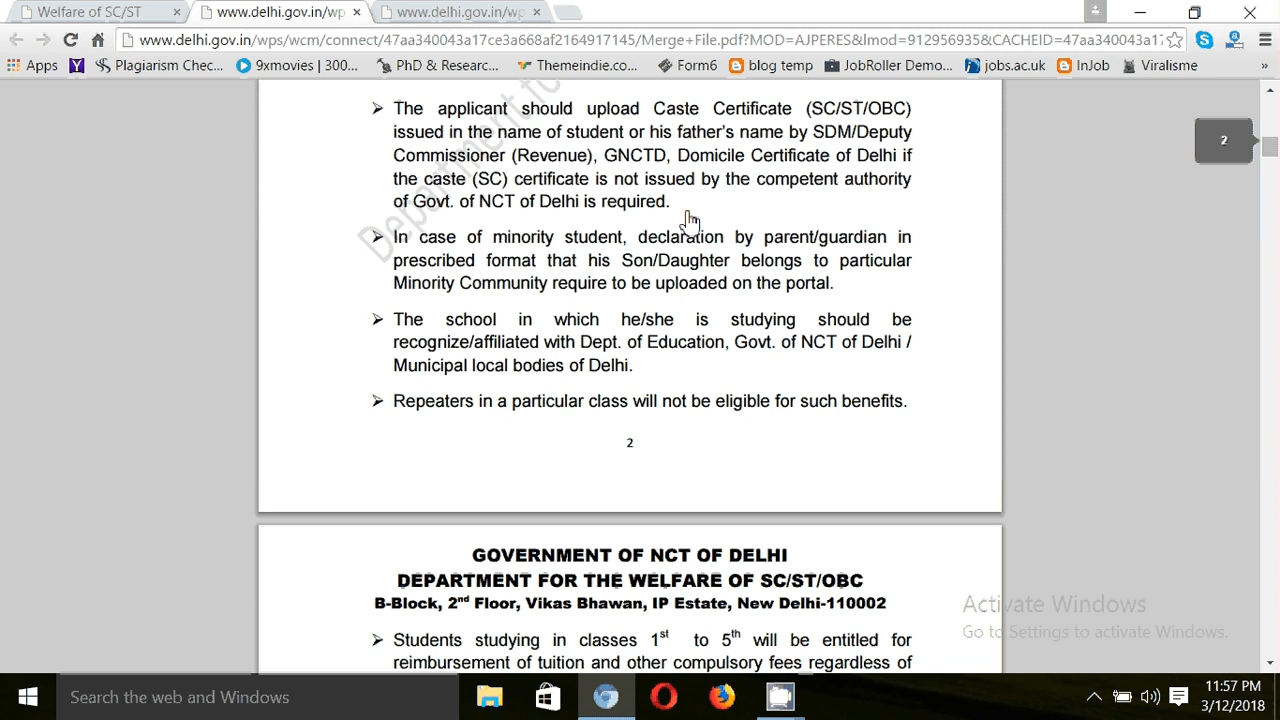 Welfare of SC/ST
www.delhi.gov.in/wp
www.delhi.gov.in/wp
www.delhi.gov.in/wps/wcm/connect/47aa340043a17ce3a668af2164917145/Merge+File.pdf?MOD=AJPERES&lmod=912956935&CACHEID=47aa340043a17
Apps
Plagiarism Chec...
9xmovies | 300...
PhD & Researc...
Themeindie.co...
Form6
blog temp
JobRoller Demo...
jobs.ac.uk
InJob
Viralisme
»
The applicant should upload Caste Certificate (SC/ST/OBC)
issued in the name of student or his father's name by SDM/Deputy
Commissioner (Revenue), GNCTD, Domicile Certificate of Delhi if
the caste (SC) certificate is not issued by the competent authority
of Govt. of NCT of Delhi is required.
2
In case of minority student, declaration by parent/guardian in
prescribed format that his Son/Daughter belongs to particular
Minority Community require to be uploaded on the portal.
The school in which he/she is studying should be
recognize/affiliated with Dept. of Education, Govt. of NCT of Delhi /
Municipal local bodies of Delhi.
Repeaters in a particular class will not be eligible for such benefits.
2
Department for
GOVERNMENT OF NCT OF DELHI
DEPARTMENT FOR THE WELFARE OF SC/ST/OBC
B-Block, 2nd Floor, Vikas Bhawan, IP Estate, New Delhi-110002
Students studying in classes 1st to 5th will be entitled for
reimbursement of tuition and other compulsory fees regardless of
Activate Windows
Go to Settings to activate Windows.
Search the web and Windows
11:57 PM
3/12/2018